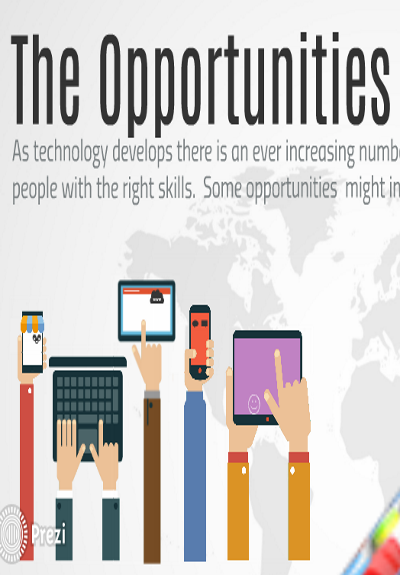 The Opportunities
As technology develops there is an ever increasing numb
people with the right skills. Some opportunities might in
Prezi